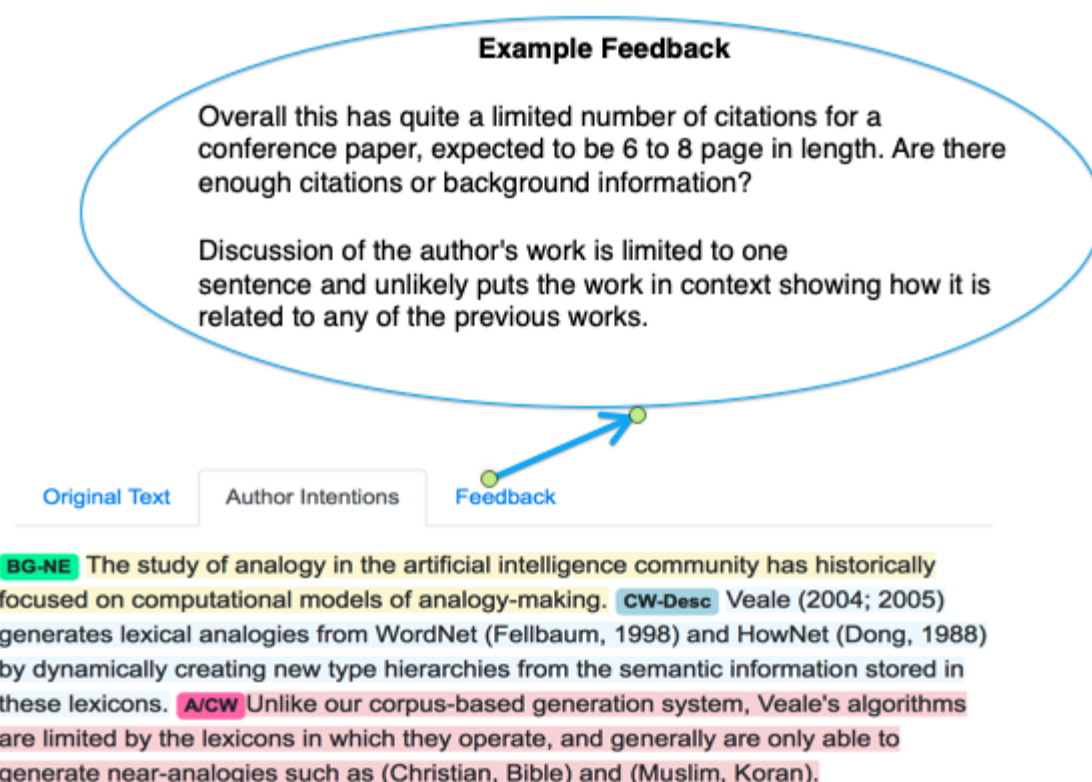 Example Feedback
Overall this has quite a limited number of citations for a
conference paper, expected to be 6 to 8 page in length. Are there
enough citations or background information?
Discussion of the author's work is limited to one
sentence and unlikely puts the work in context showing how it is
related to any of the previous works.
Original Text Author Intentions Feedback
BG-NE The study of analogy in the artificial intelligence community has historically
focused on computational models of analogy-making. CW-Desc Veale (2004; 2005)
generates lexical analogies from WordNet (Fellbaum, 1998) and HowNet (Dong, 1988)
by dynamically creating new type hierarchies from the semantic information stored in
these lexicons. A/CW Unlike our corpus-based generation system, Veale's algorithms
are limited by the lexicons in which they operate, and generally are only able to
generate near-analogies such as (Christian, Bible) and (Muslim, Koran).